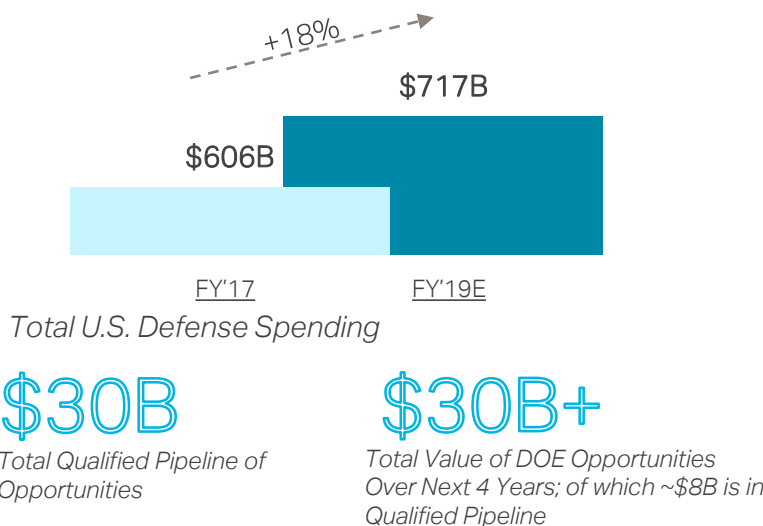 +18%
$717B
$606B
FY'17
FY'19E
Total U.S. Defense Spending
$30B
Total Qualified Pipeline of
Opportunities
$30B+
Total Value of DOE Opportunities
Over Next 4 Years; of which ~$8B is in
Qualified Pipeline